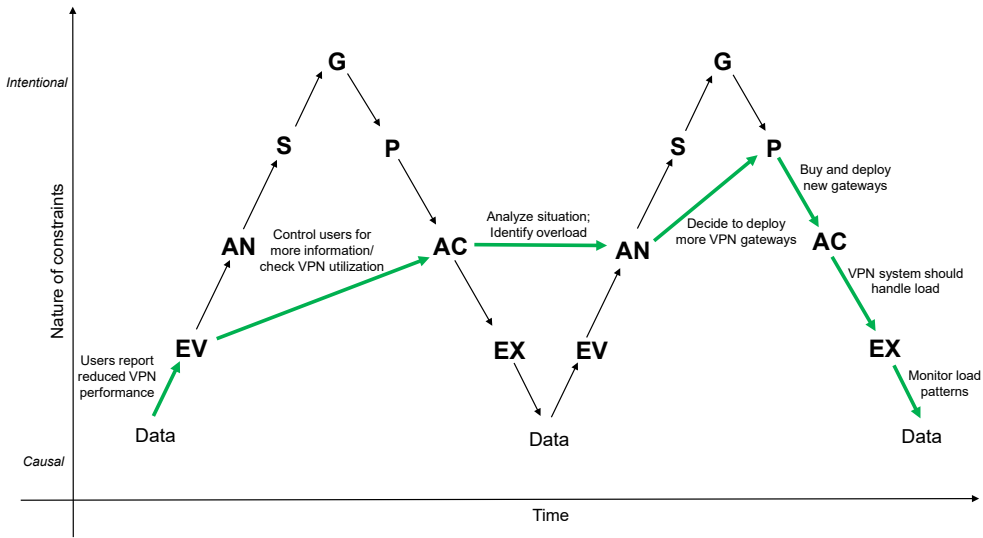 G
G
Intentional
S
P
S
P
Buy and deploy
new gateways
Nature of constraints
AN
Control users for
more information/
check VPN utilization
AC
Analyze situation;
Identify overload
AN
Decide to deploy
more VPN gateways
AC
VPN system should
handle load
EV
EX
EV
EX
Users report
reduced VPN
performance
Monitor load
patterns
Data
Data
Data
Causal
Time